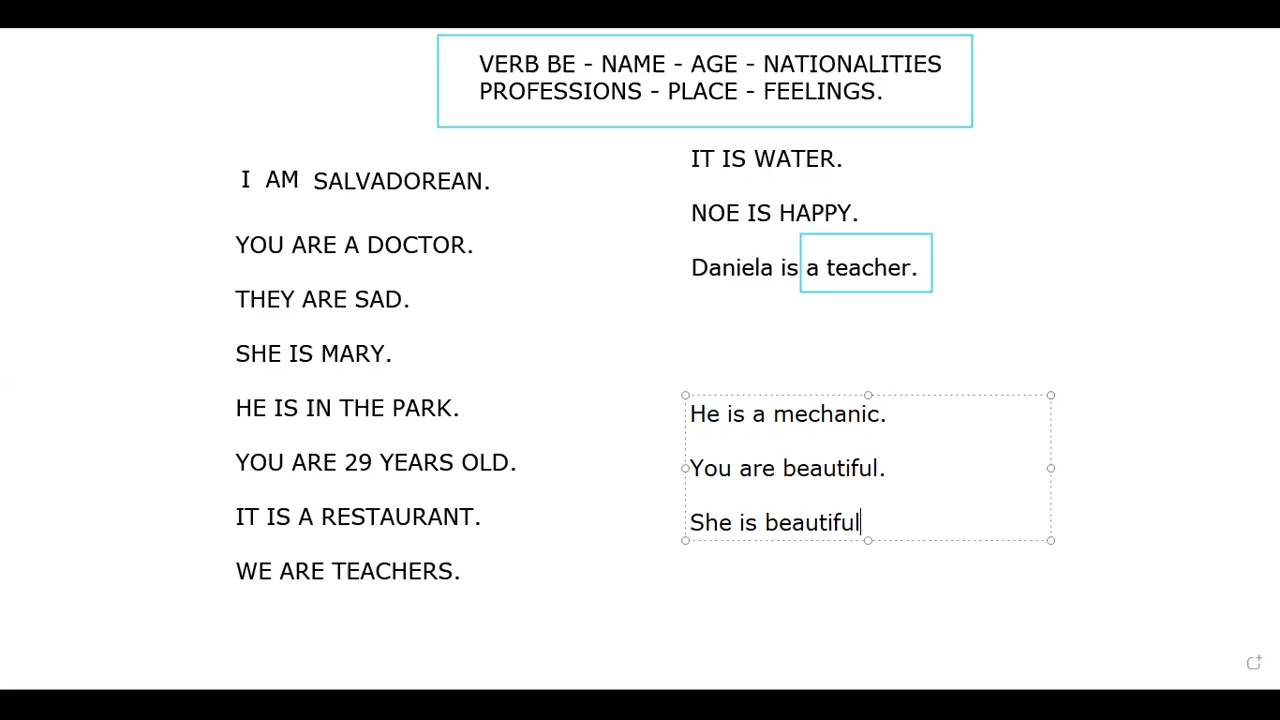 VERB BE - NAME - AGE - NATIONALITIES
PROFESSIONS - PLACE - FEELINGS.
I AM SALVADOREAN.
YOU ARE A DOCTOR.
THEY ARE SAD.
SHE IS MARY.
HE IS IN THE PARK.
YOU ARE 29 YEARS OLD.
IT IS A RESTAURANT.
WE ARE TEACHERS.
IT IS WATER.
NOE IS HAPPY.
Daniela is a teacher.
He is a mechanic.
You are beautiful.
She is beautiful